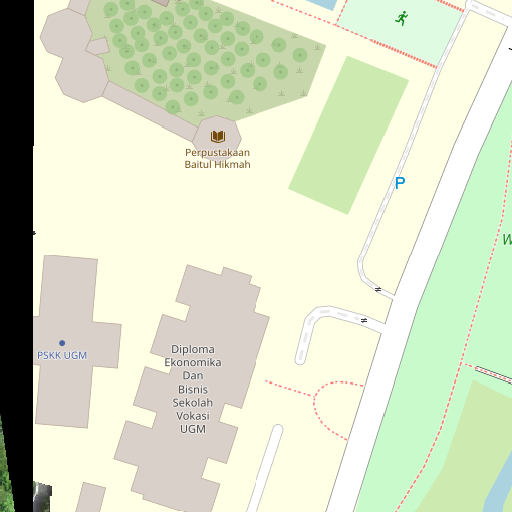 Perpustakaan
Baitul Hikmah
P
W
PSKK UGM
Diploma
Ekonomika
Dan
Bisnis
Sekolah
Vokasi
UGM